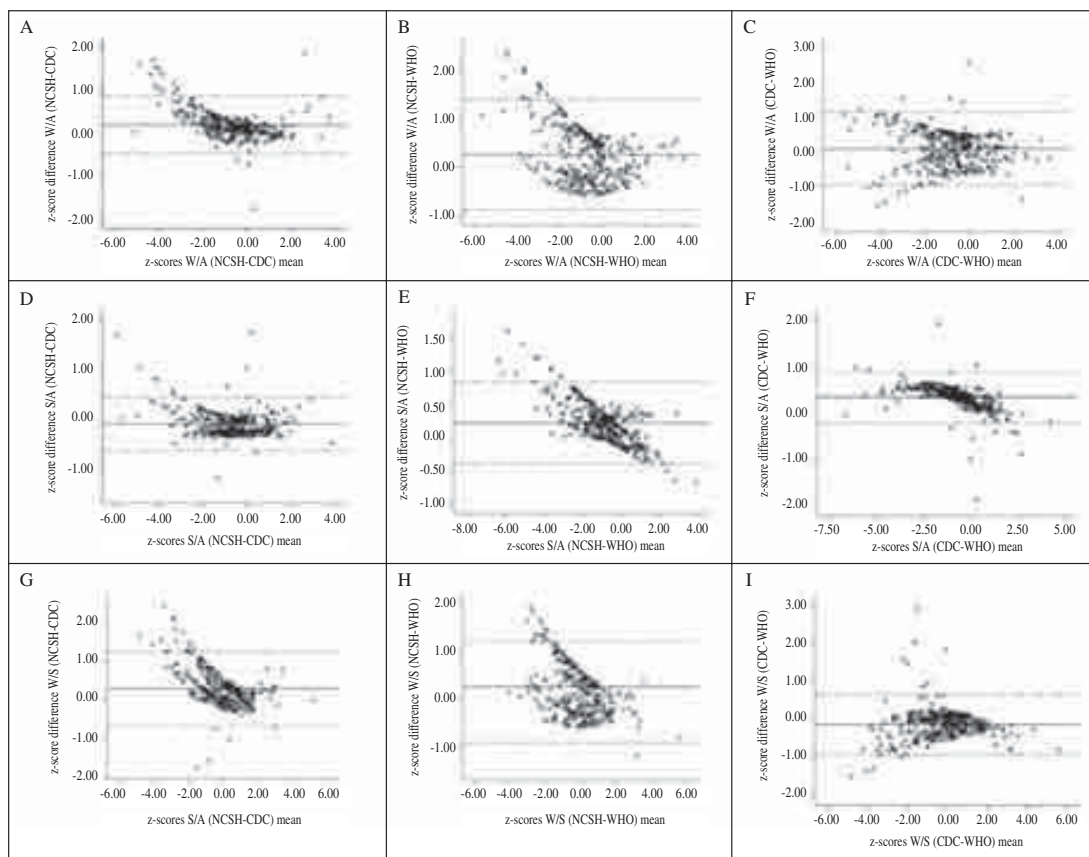 A
z-score difference W/A (NCSH-CDC)
2.00
1.00
0.00
-1.00
-2.00
-6.00 -4.00 -2.00 0.00 2.00 4.00
z-scores W/A (NCSH-CDC) mean
B
z-score difference W/A (NCSH-WHO)
2.00
1.00
0.00
-1.00
-6.00 -4.00 -2.00 0.00 2.00 4.00
z-scores W/A (NCSH-WHO) mean
C
z-score difference W/A (CDC-WHO)
3.00
2.00
1.00
0.00
-1.00
-2.00
-6.00 -4.00 -2.00 0.00 2.00 4.00
z-scores W/A (CDC-WHO) mean
D
z-score difference S/A (NCSH-CDC)
2.00
1.00
0.00
-1.00
-6.00 -4.00 -2.00 0.00 2.00 4.00
z-scores S/A (NCSH-CDC) mean
E
z-score difference S/A (NCSH-WHO)
1.50
1.00
0.50
0.00
-0.50
-1.00
-8.00 -6.00 -4.00 -2.00 0.00 2.00 4.00
z-scores S/A (NCSH-WHO) mean
F
z-score difference S/A (CDC-WHO)
2.00
1.00
0.00
-1.00
-2.00
-7.50 -5.00 -2.50 0.00 2.50 5.00
z-scores S/A (CDC-WHO) mean
G
z-score difference W/S (NCSH-CDC)
2.00
1.00
0.00
-1.00
-2.00
-6.00 -4.00 -2.00 0.00 2.00 4.00 6.00
z-scores S/A (NCSH-CDC) mean
H
z-score difference W/S (NCSH-WHO)
2.00
1.00
0.00
-1.00
-6.00 -4.00 -2.00 0.00 2.00 4.00 6.00
z-scores W/S (NCSH-WHO) mean
I
z-score difference W/S (CDC-WHO)
3.00
2.00
1.00
0.00
-1.00
-2.00
-6.00 -4.00 -2.00 0.00 2.00 4.00 6.00
z-scores W/S (CDC-WHO) mean